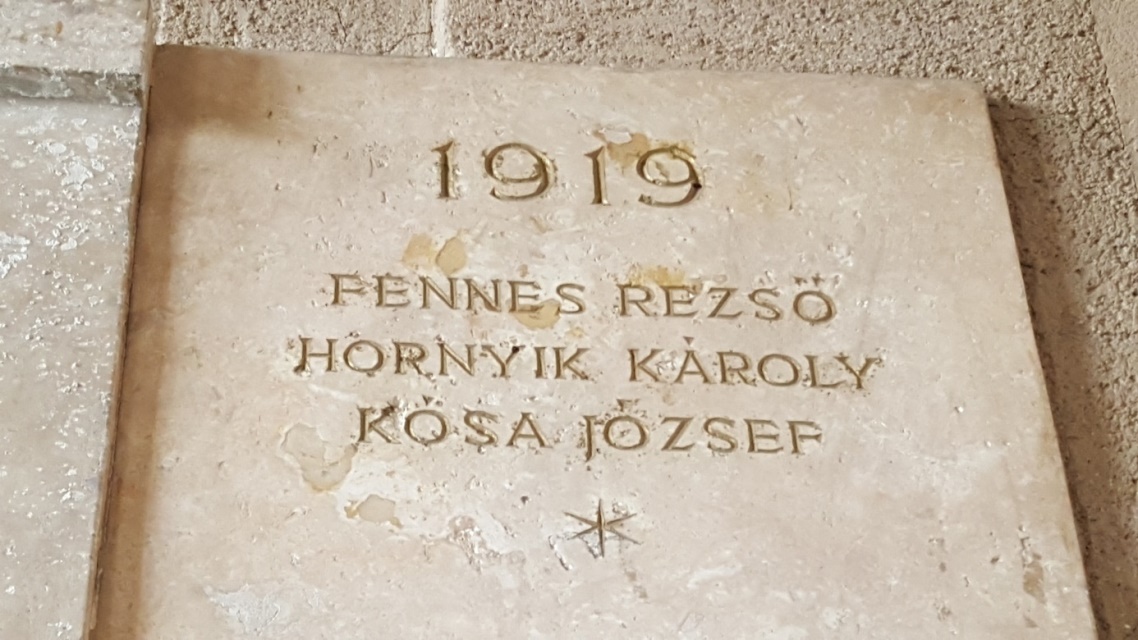 1919
FENNES REZSŐ
HORNYIK KÁROLY
KÓSA JÓZSEF